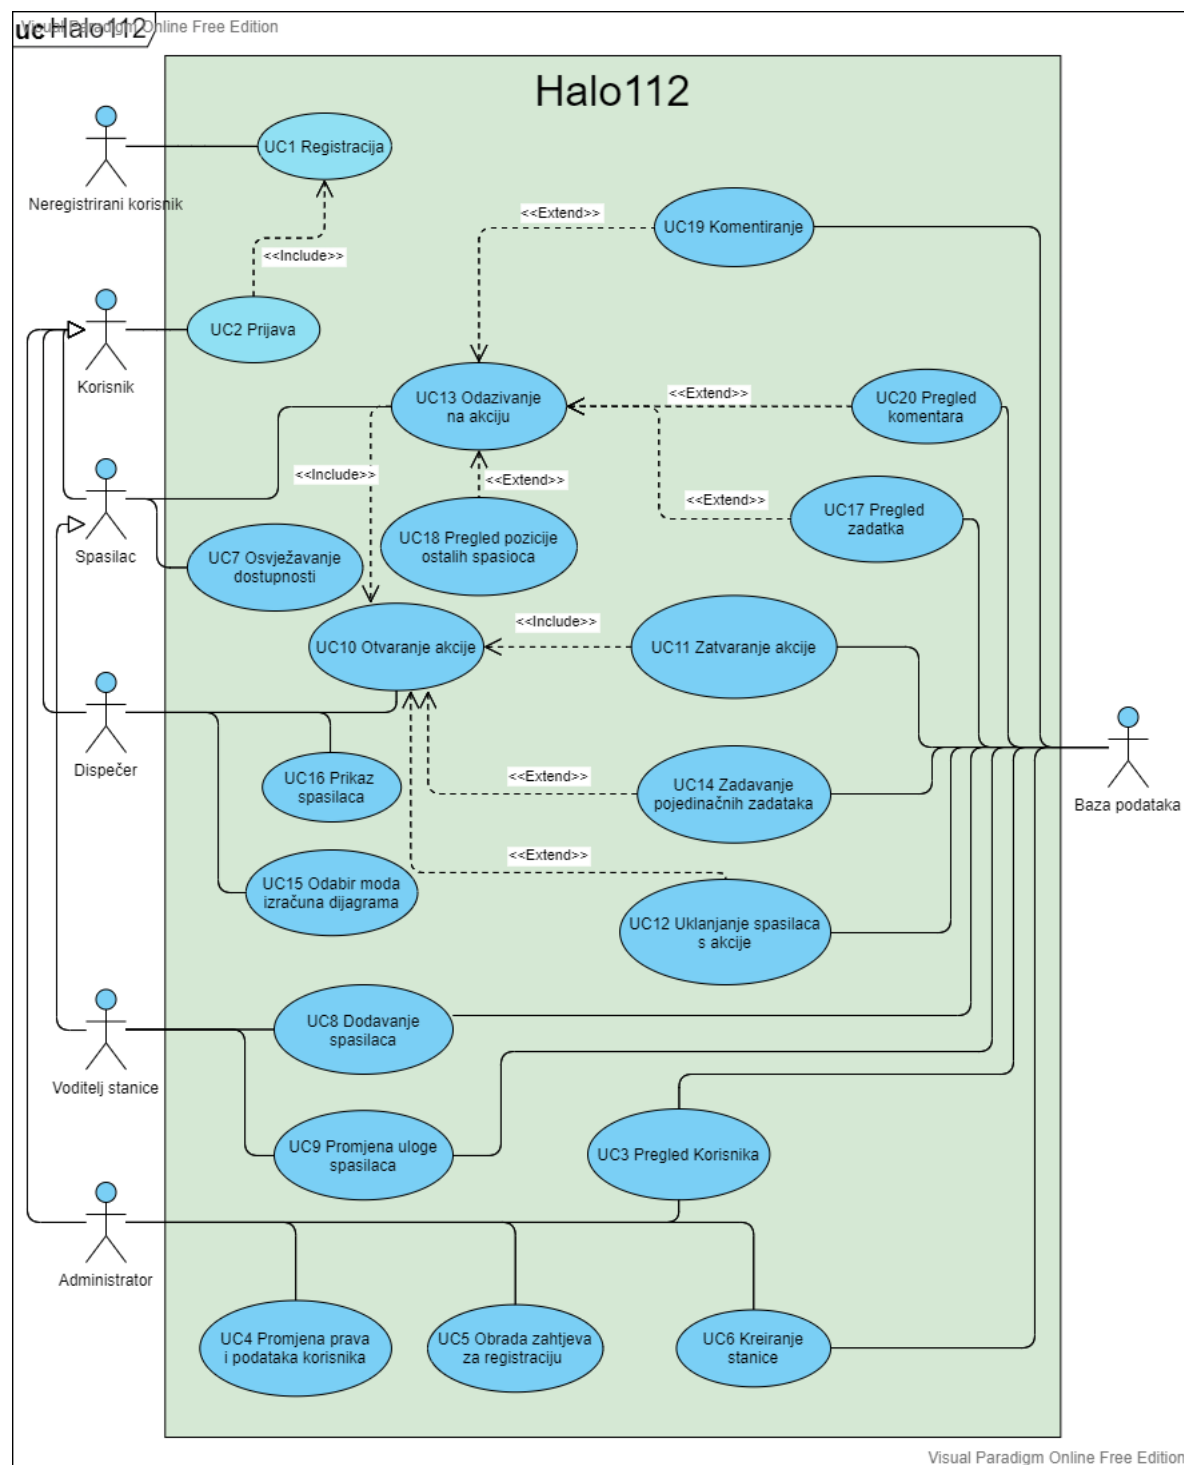 Visual Paradigm Online Free Edition
uc Halo112
Halo112
UC1 Registracija
Neregistrirani korisnik
<<Extend>>
UC19 Komentiranje
<<Include>>
UC2 Prijava
Korisnik
UC13 Odazivanje
na akciju
<<Extend>>
UC20 Pregled
komentara
<<Include>>
<<Extend>>
<<Extend>>
UC17 Pregled
zadatka
Spasilac
UC18 Pregled pozicije
ostalih spasioca
UC7 Osvježavanje
dostupnosti
UC10 Otvaranje akcije
<<Include>>
UC11 Zatvaranje akcije
Dispečer
UC16 Prikaz
spasilaca
<<Extend>>
UC14 Zadavanje
pojedinačnih zadataka
Baza podataka
<<Extend>>
UC15 Odabir moda
izračuna dijagrama
UC12 Uklanjanje spasilaca
s akcije
UC8 Dodavanje
spasilaca
Voditelj stanice
UC9 Promjena uloge
spasilaca
UC3 Pregled Korisnika
Administrator
UC4 Promjena prava
i podataka korisnika
UC5 Obrada zahtjeva
za registraciju
UC6 Kreiranje
stanice
Visual Paradigm Online Free Edition